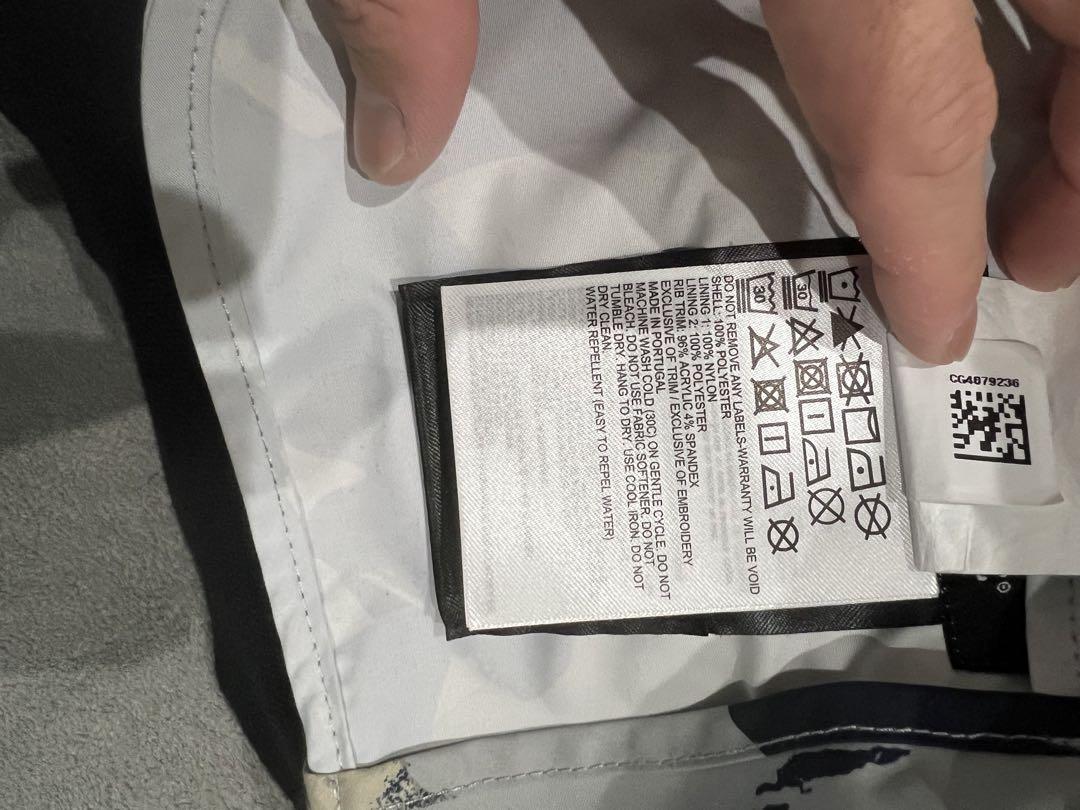 30
30
DO NOT REMOVE ANY LABELS-WARRANTY WILL BE VOID
SHELL: 100% POLYESTER
LINING 1: 100% NYLON
LINING 2: 100% POLYESTER
RIB TRIM: 96% ACRYLIC 4% SPANDEX
EXCLUSIVE OF TRIM / EXCLUSIVE OF EMBROIDERY
MADE IN PORTUGAL
MACHINE WASH COLD (30C) ON GENTLE CYCLE. DO NOT
BLEACH. DO NOT USE FABRIC SOFTENER. DO NOT
TUMBLE DRY. HANG TO DRY. USE COOL IRON. DO NOT
DRY CLEAN.
WATER REPELLENT (EASY TO REPEL WATER)
CG4879236